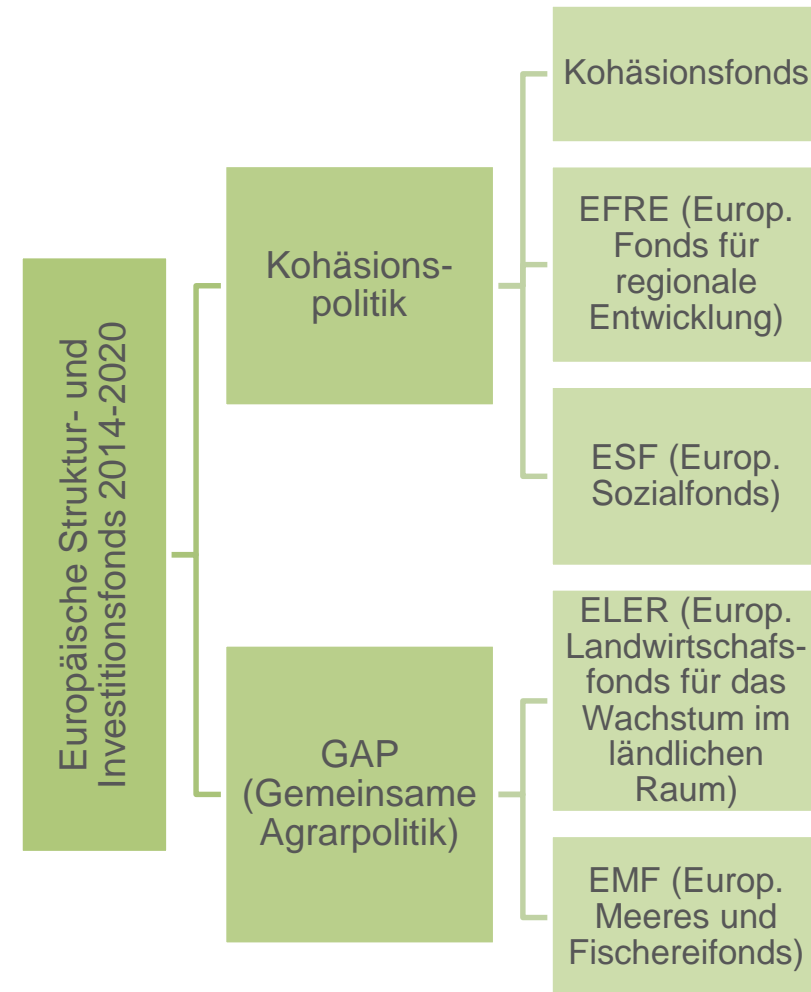 Europäische Struktur- und
Investitionsfonds 2014-2020
Kohäsions-
politik
Kohäsionsfonds
EFRE (Europ.
Fonds für
regionale
Entwicklung)
ESF (Europ.
Sozialfonds)
GAP
(Gemeinsame
Agrarpolitik)
ELER (Europ.
Landwirtschafs-
fonds für das
Wachstum im
ländlichen
Raum)
EMF (Europ.
Meeres und
Fischereifonds)